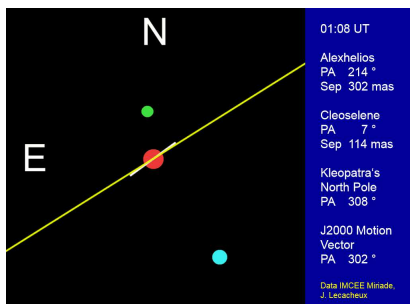 N
E
01:08 UT
Alexhelios
PA 214 °
Sep 302 mas
Cleoselene
PA 7 °
Sep 114 mas
Kleopatra's
North Pole
PA 308 °
J2000 Motion
Vector
PA 302 °
Data IMCEE Miriade,
J. Lecacheux